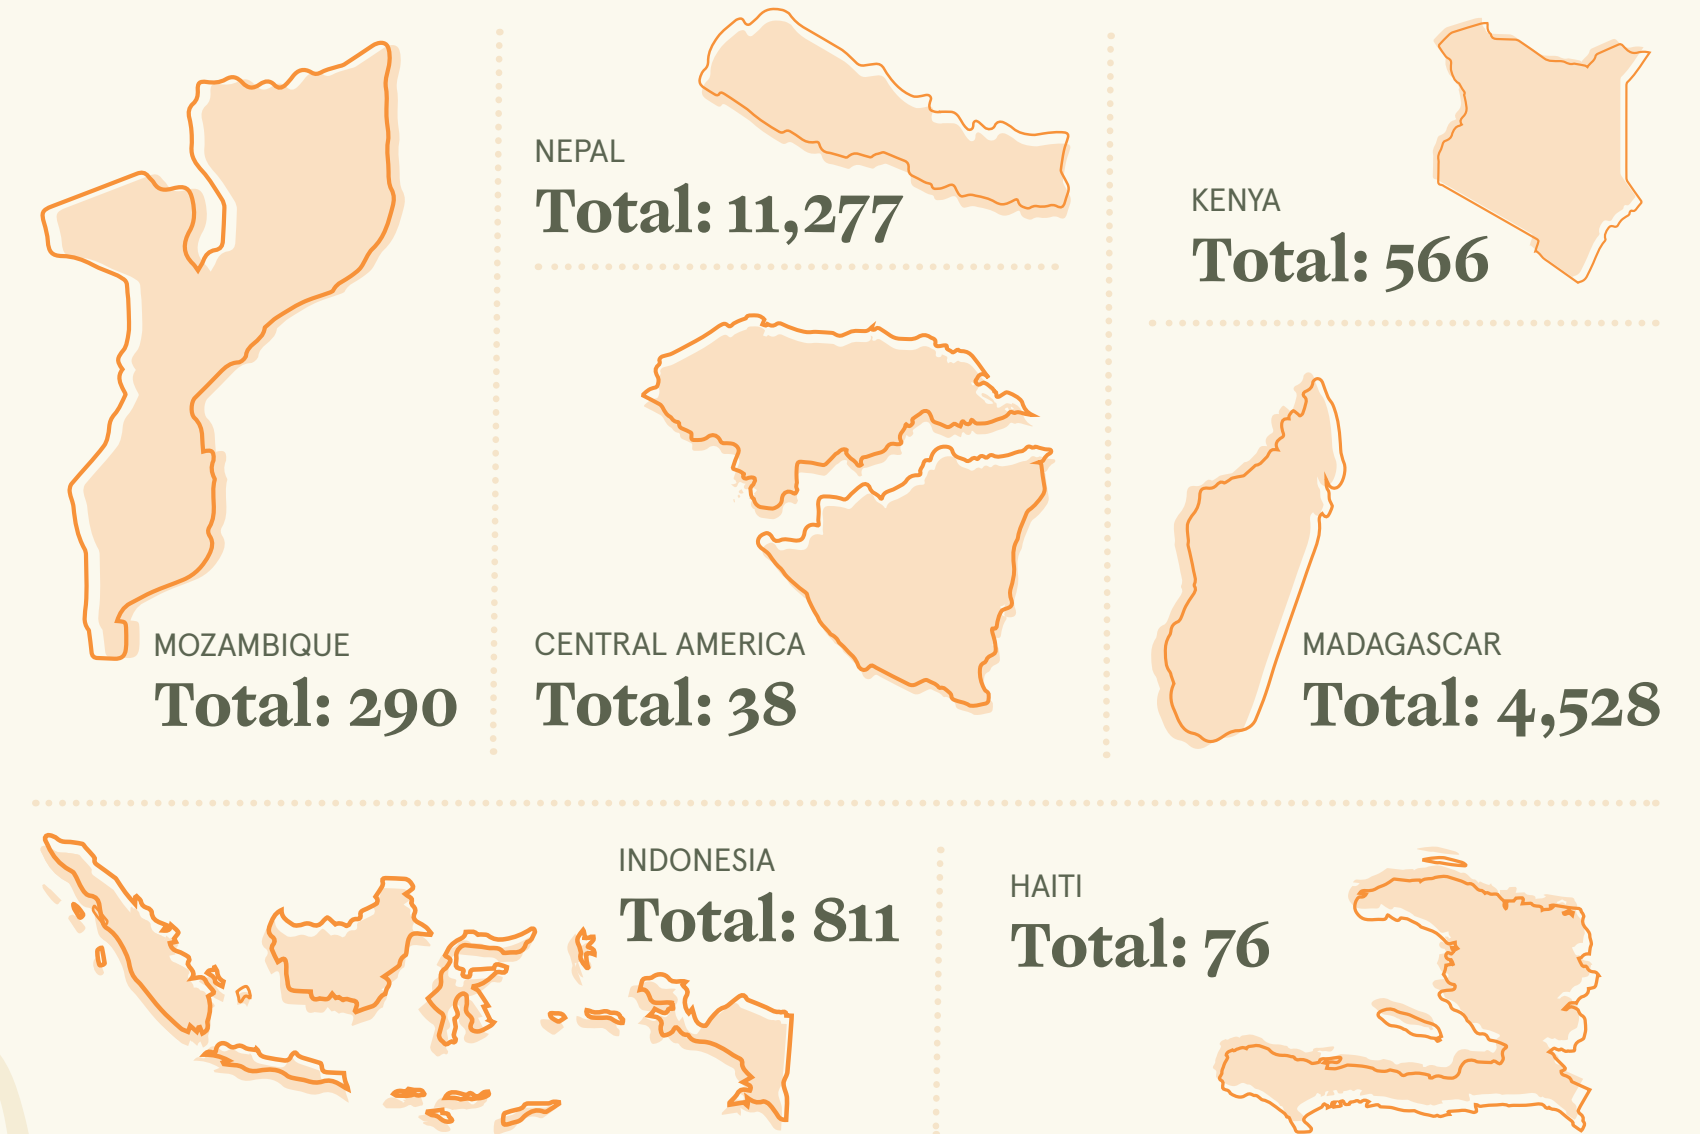 NEPAL
Total: 11,277
KENYA
Total: 566
MOZAMBIQUE
Total: 290
CENTRAL AMERICA
Total: 38
MADAGASCAR
Total: 4,528
INDONESIA
Total: 811
HAITI
Total: 76